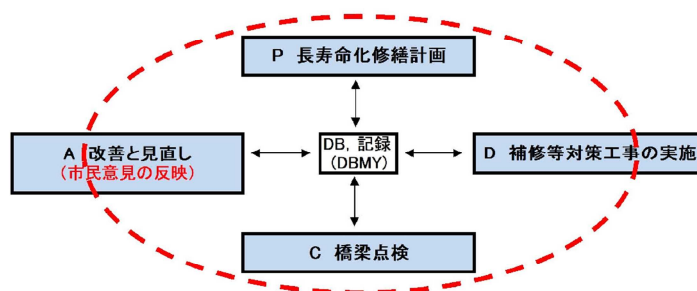 P 長寿命化修繕計画
A 改善と見直し
(市民意見の反映)
DB, 記録
(DBMY)
D 補修等対策工事の実施
C 橋梁点検